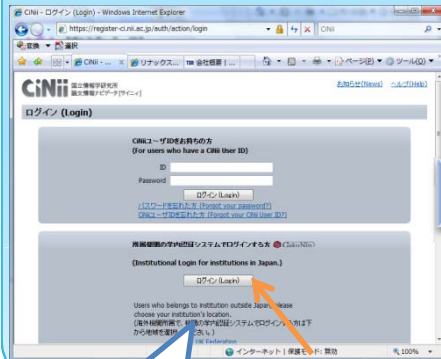 CiNii - ログイン (Login) - Windows Internet Explorer
https://register-ci.nii.ac.jp/auth/action/login
CiNii
変換 選択
CiNii - ...
リナックス...
会社概要 | ...
ページ(P) ツール(O)
CiNii 国立情報学研究所
論文情報ナビゲータ[サイニィ]
お知らせ(News) ヘルプ(Help)
ログイン (Login)
CiNiiユーザIDをお持ちの方
(For users who have a CiNii User ID)
ID
Password
ログイン(Login)
パスワードを忘れた方 (Forgot your password?)
CiNiiユーザIDを忘れた方 (Forgot your CiNii User ID?)
所属機関の学内認証システムでログインする方 GakuNin
(Institutional Login for institutions in Japan.)
ログイン(Login)
Users who belongs to institution outside Japan, please
choose your institution's location.
(海外機関所属で、機関の学内認証システムでログインする方は下
から地域を選択ください。)
UK Federation
インターネット | 保護モード: 無効
100%